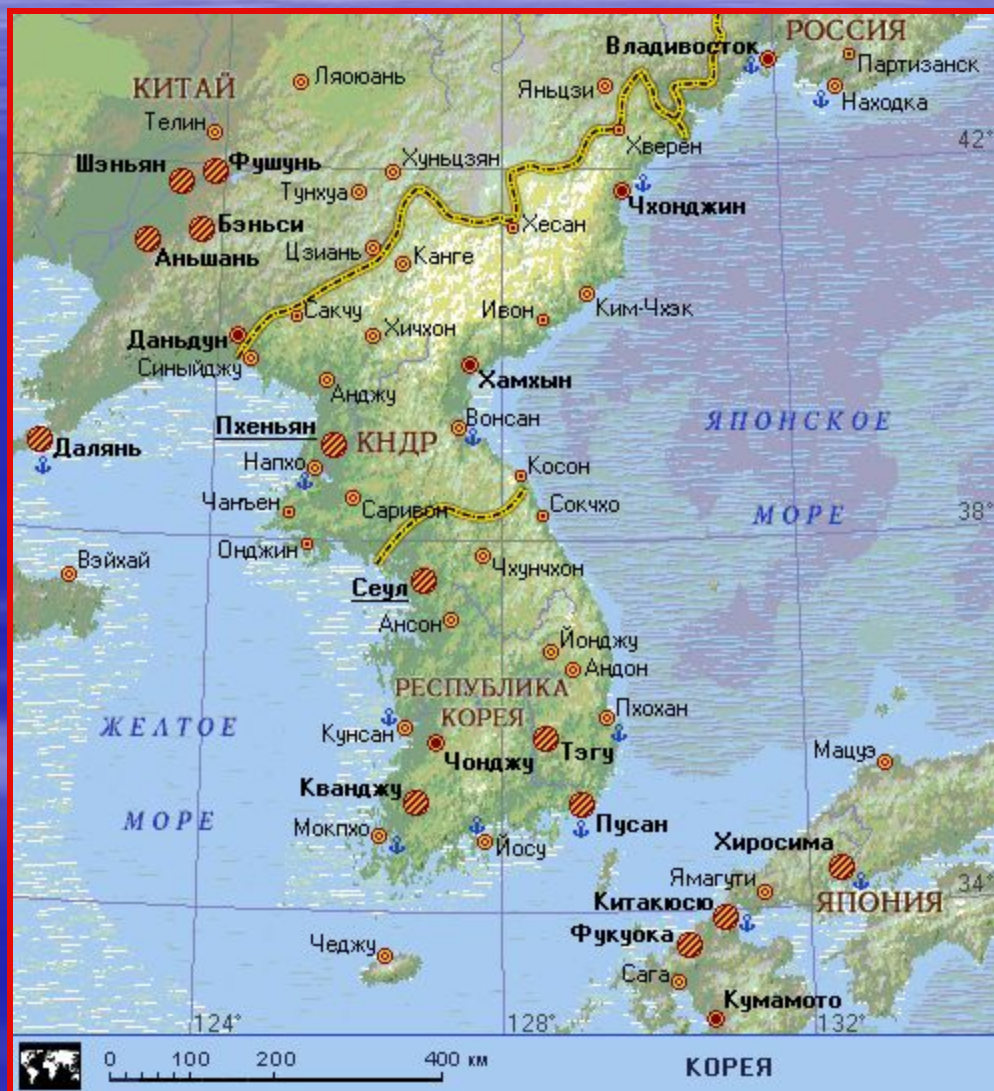 РОССИЯ
Владивосток
Партизанск
КИТАЙ
Ляоюань
Яньцзи
Находка
Телин
Хверён
42°
Шэньян
Фушунь
Хуньцзян
Тунхуа
Чхонджин
Бэньси
Хесан
Аньшань
Цзиань
Канге
Ким-Чхэк
Сакчу
Ивон
Даньдун
Хичхон
Синыйджу
Хамхын
Анджу
Пхеньян
Вонсан
ЯПОНСКОЕ
Далянь
КНДР
Напхо
Косон
Чанъен
Саривон
Сокчхо
МОРЕ
38°
Онджин
Вэйхай
Чхунчхон
Сеул
Ансон
Йонджу
Андон
РЕСПУБЛИКА
КОРЕЯ
Пхохан
ЖЕЛТОЕ
Кунсан
Чонджу
Тэгу
Мацуэ
Кванджу
МОРЕ
Мокпхо
Йосу
Пусан
Хиросима
Ямагути
34°
Китакюсю
ЯПОНИЯ
Фукуока
Чеджу
Сага
Кумамото
124°
128°
132°
0 100 200 400 км
КОРЕЯ